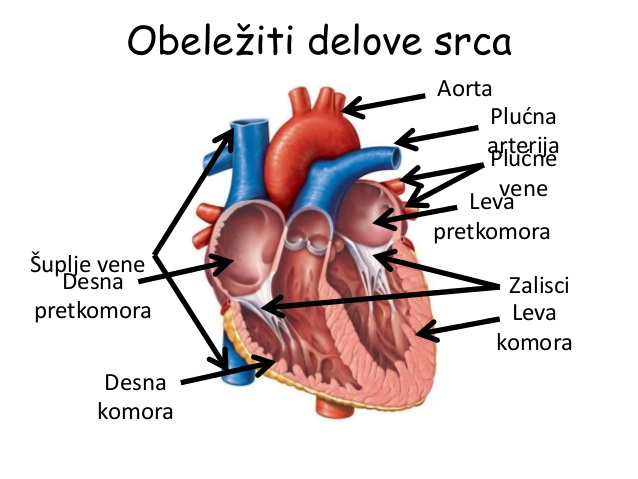 Obeležiti delove srca
Aorta
Plućna
arterija
Plućne
vene
Leva
pretkomora
Šuplje vene
Desna
pretkomora
Zalisci
Leva
komora
Desna
komora